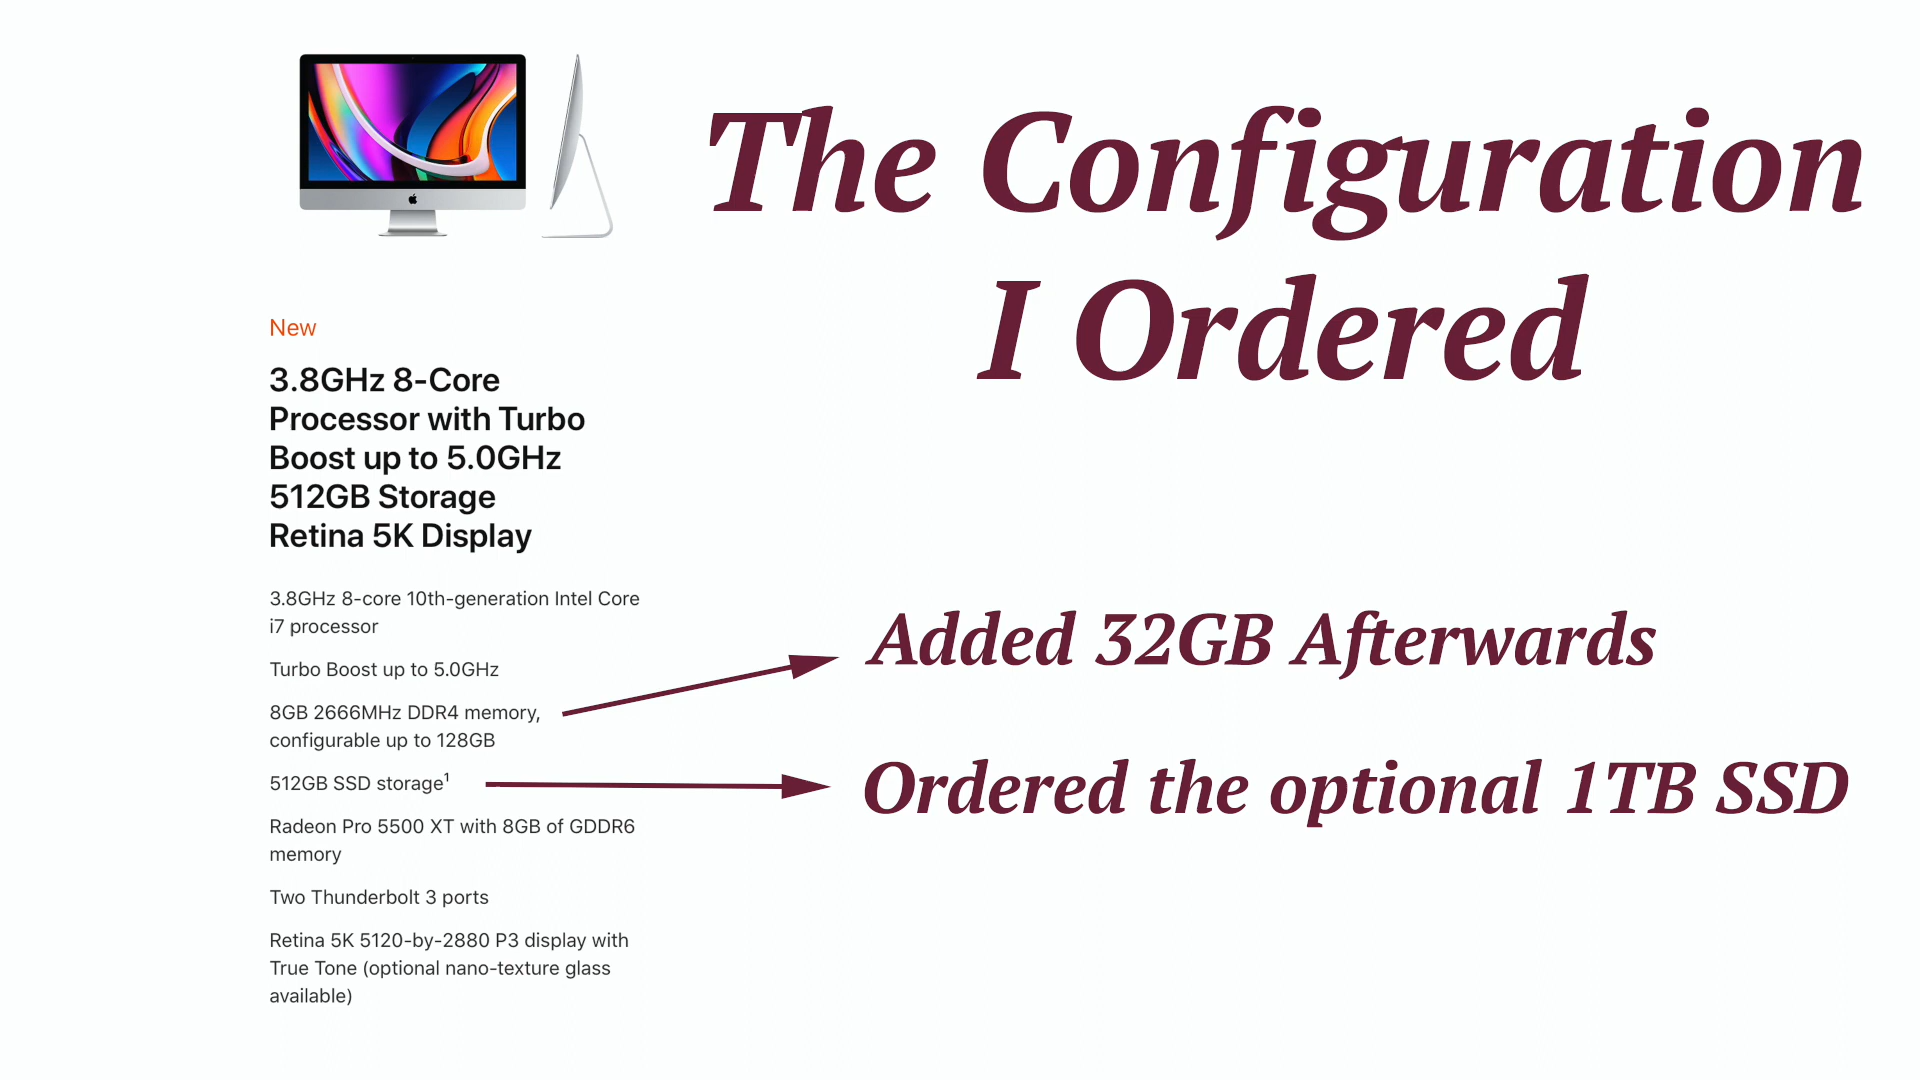 The Configuration
I Ordered
New
3.8GHz 8-Core
Processor with Turbo
Boost up to 5.0GHz
512GB Storage
Retina 5K Display
3.8GHz 8-core 10th-generation Intel Core
i7 processor
Turbo Boost up to 5.0GHz
8GB 2666MHz DDR4 memory,
configurable up to 128GB
Added 32GB Afterwards
512GB SSD storage¹
Ordered the optional 1TB SSD
Radeon Pro 5500 XT with 8GB of GDDR6
memory
Two Thunderbolt 3 ports
Retina 5K 5120-by-2880 P3 display with
True Tone (optional nano-texture glass
available)